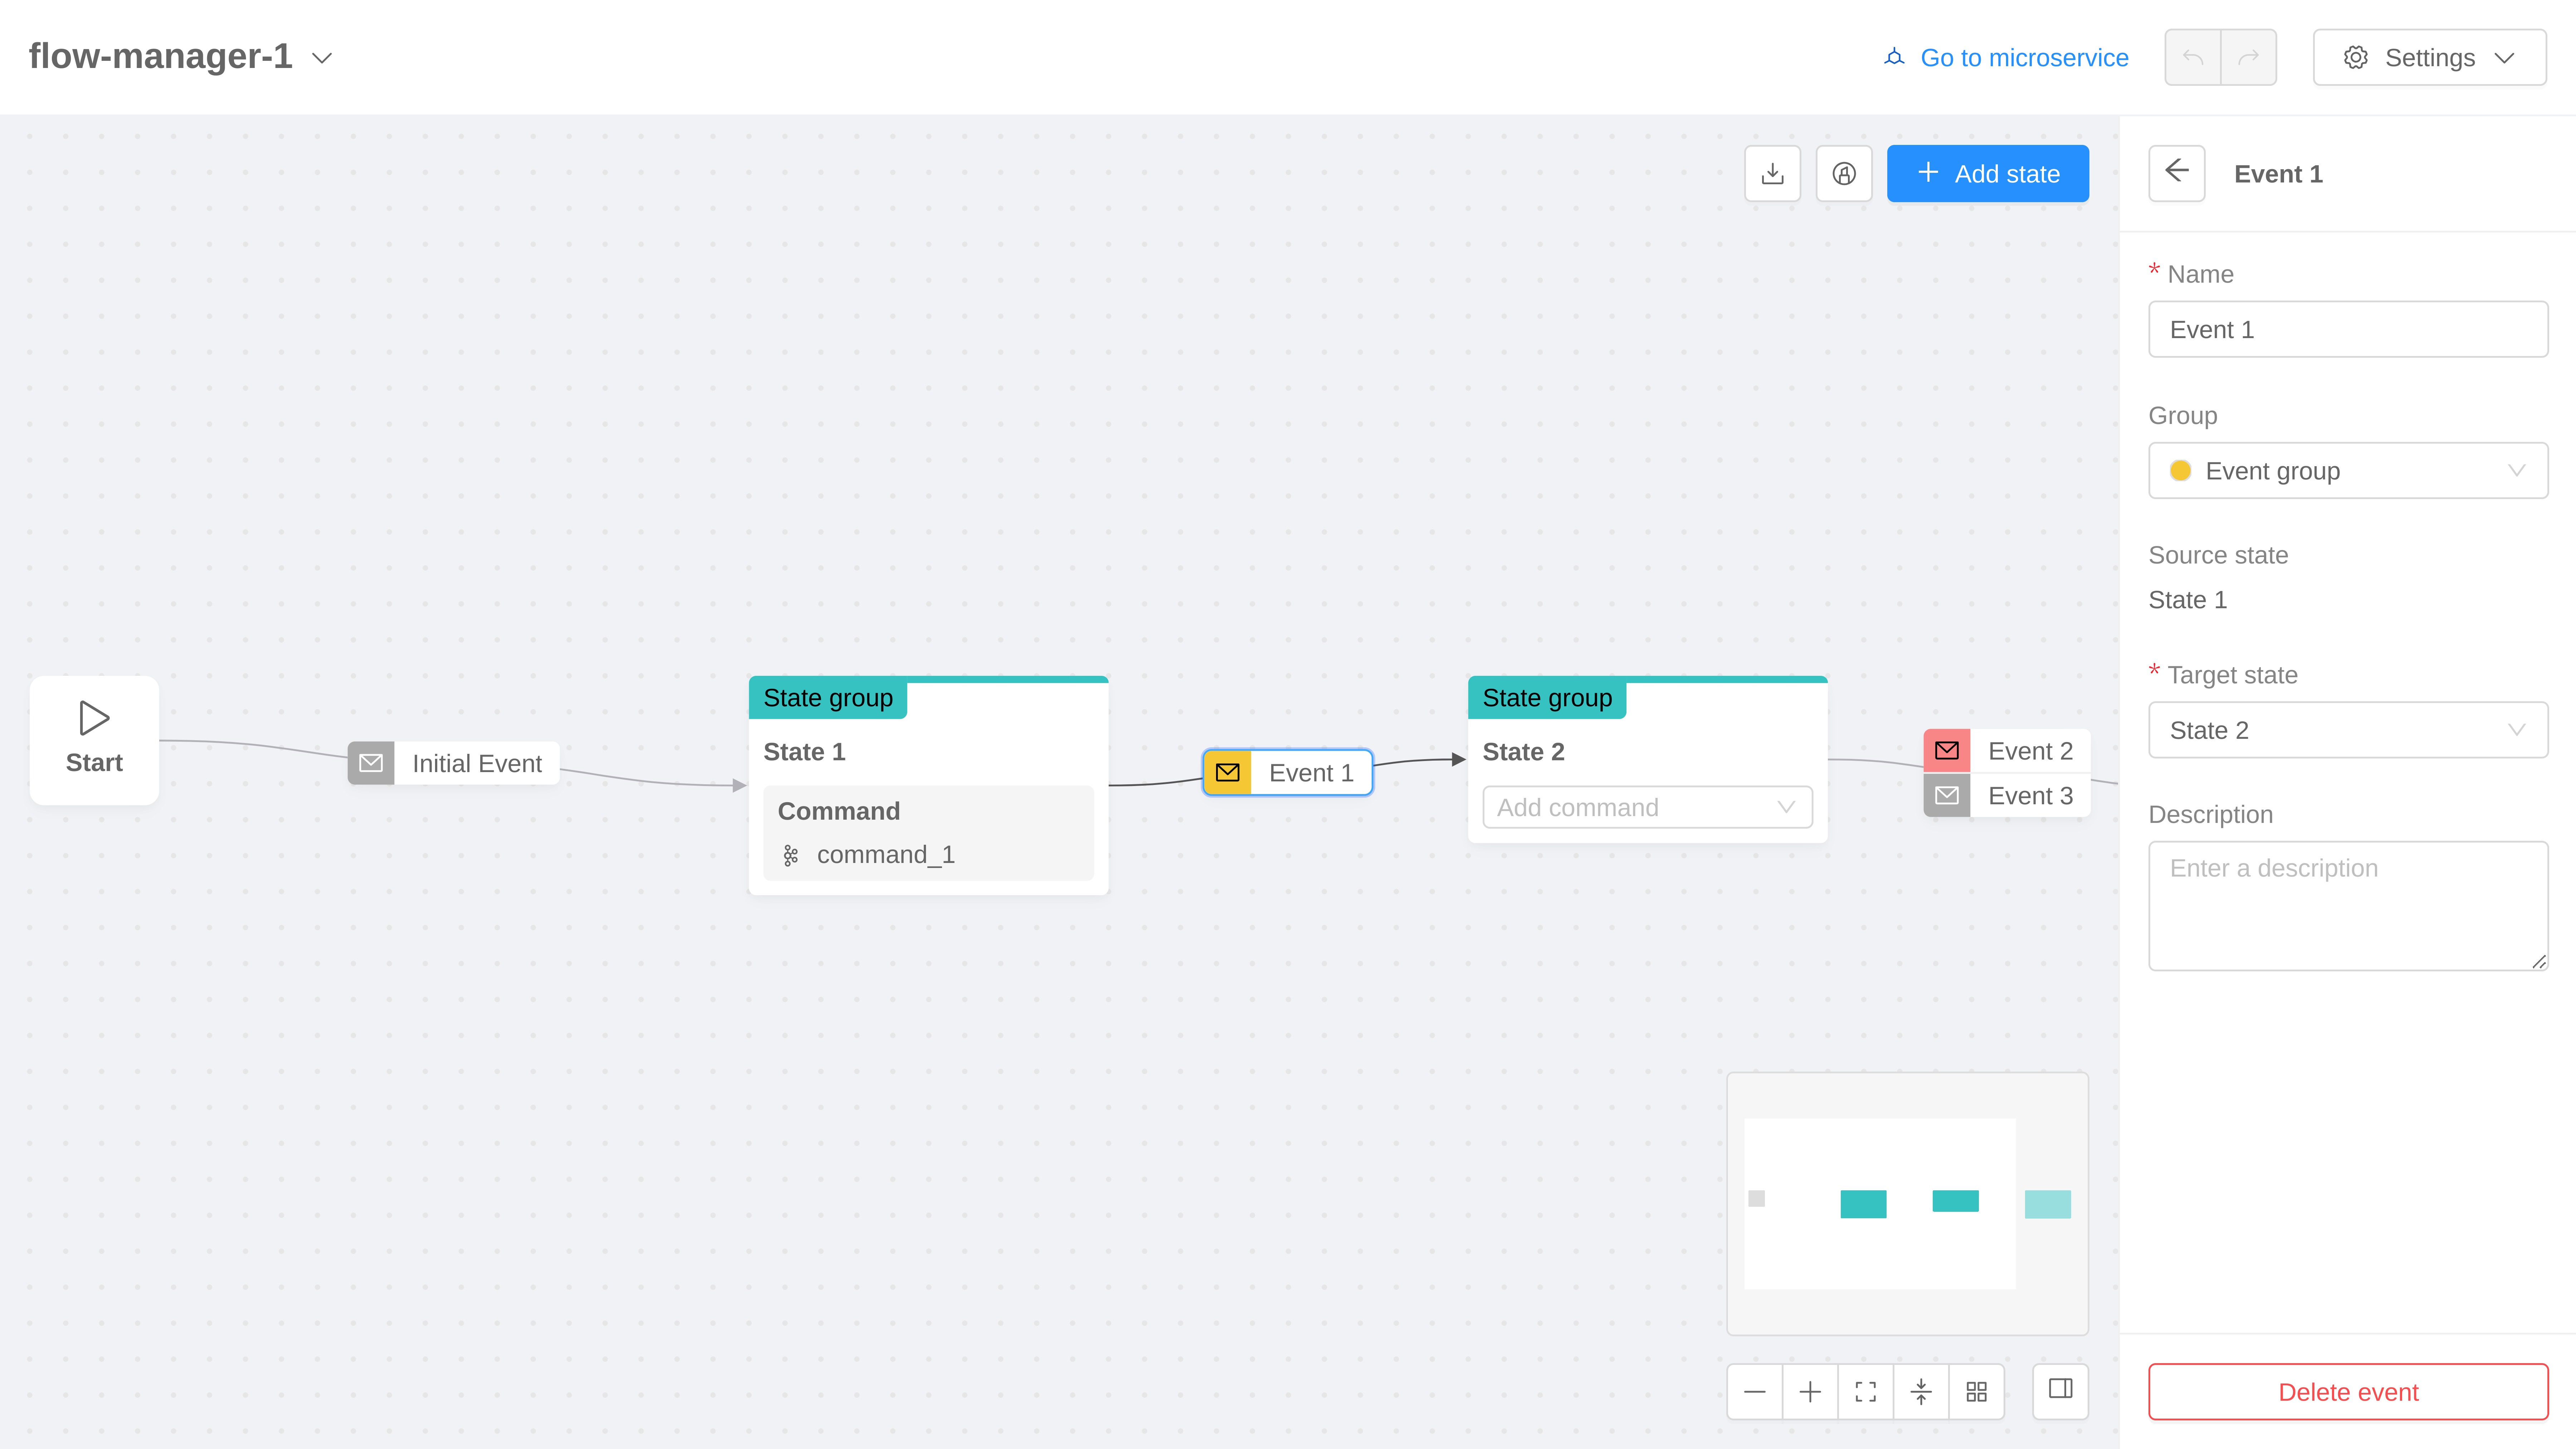 flow-manager-1
Go to microservice
Settings
Add state
Event 1
* Name
Event 1
Group
Event group
Source state
State 1
* Target state
State 2
Description
Enter a description
Delete event
Start
Initial Event
State group
State 1
Command
command_1
Event 1
State group
State 2
Add command
Event 2
Event 3